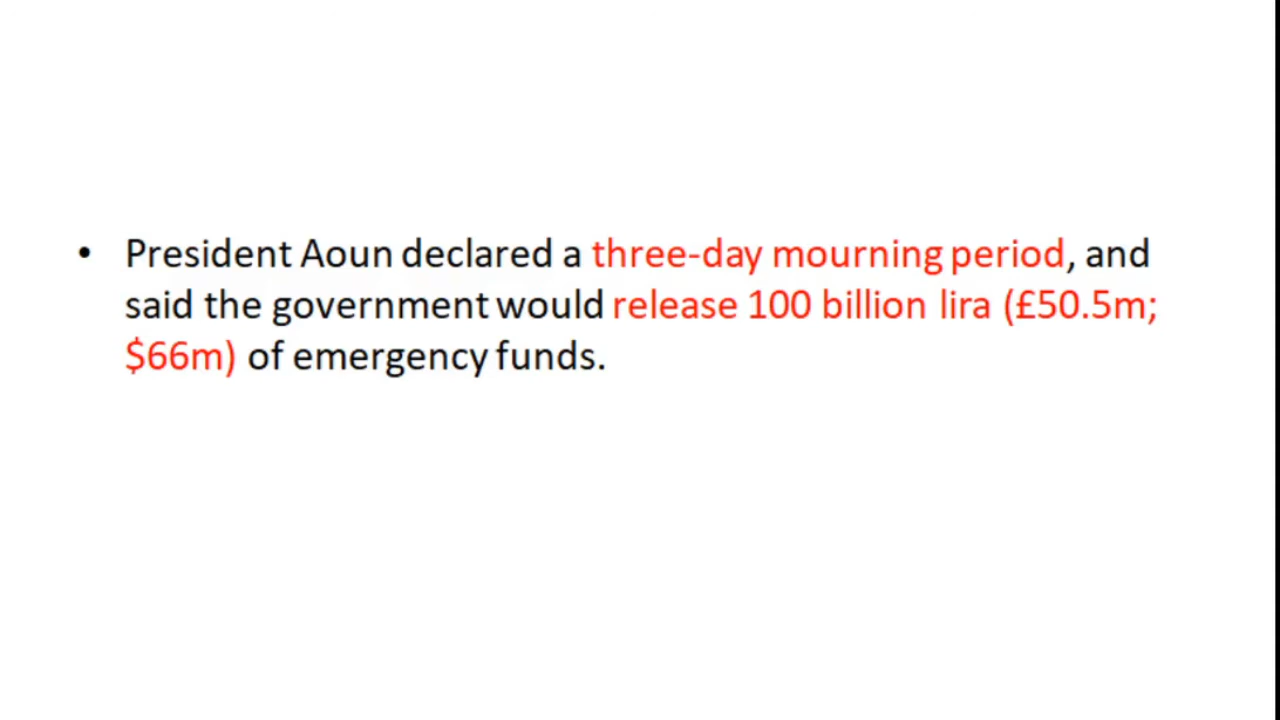 • President Aoun declared a three-day mourning period, and
said the government would release 100 billion lira (£50.5m;
$66m) of emergency funds.